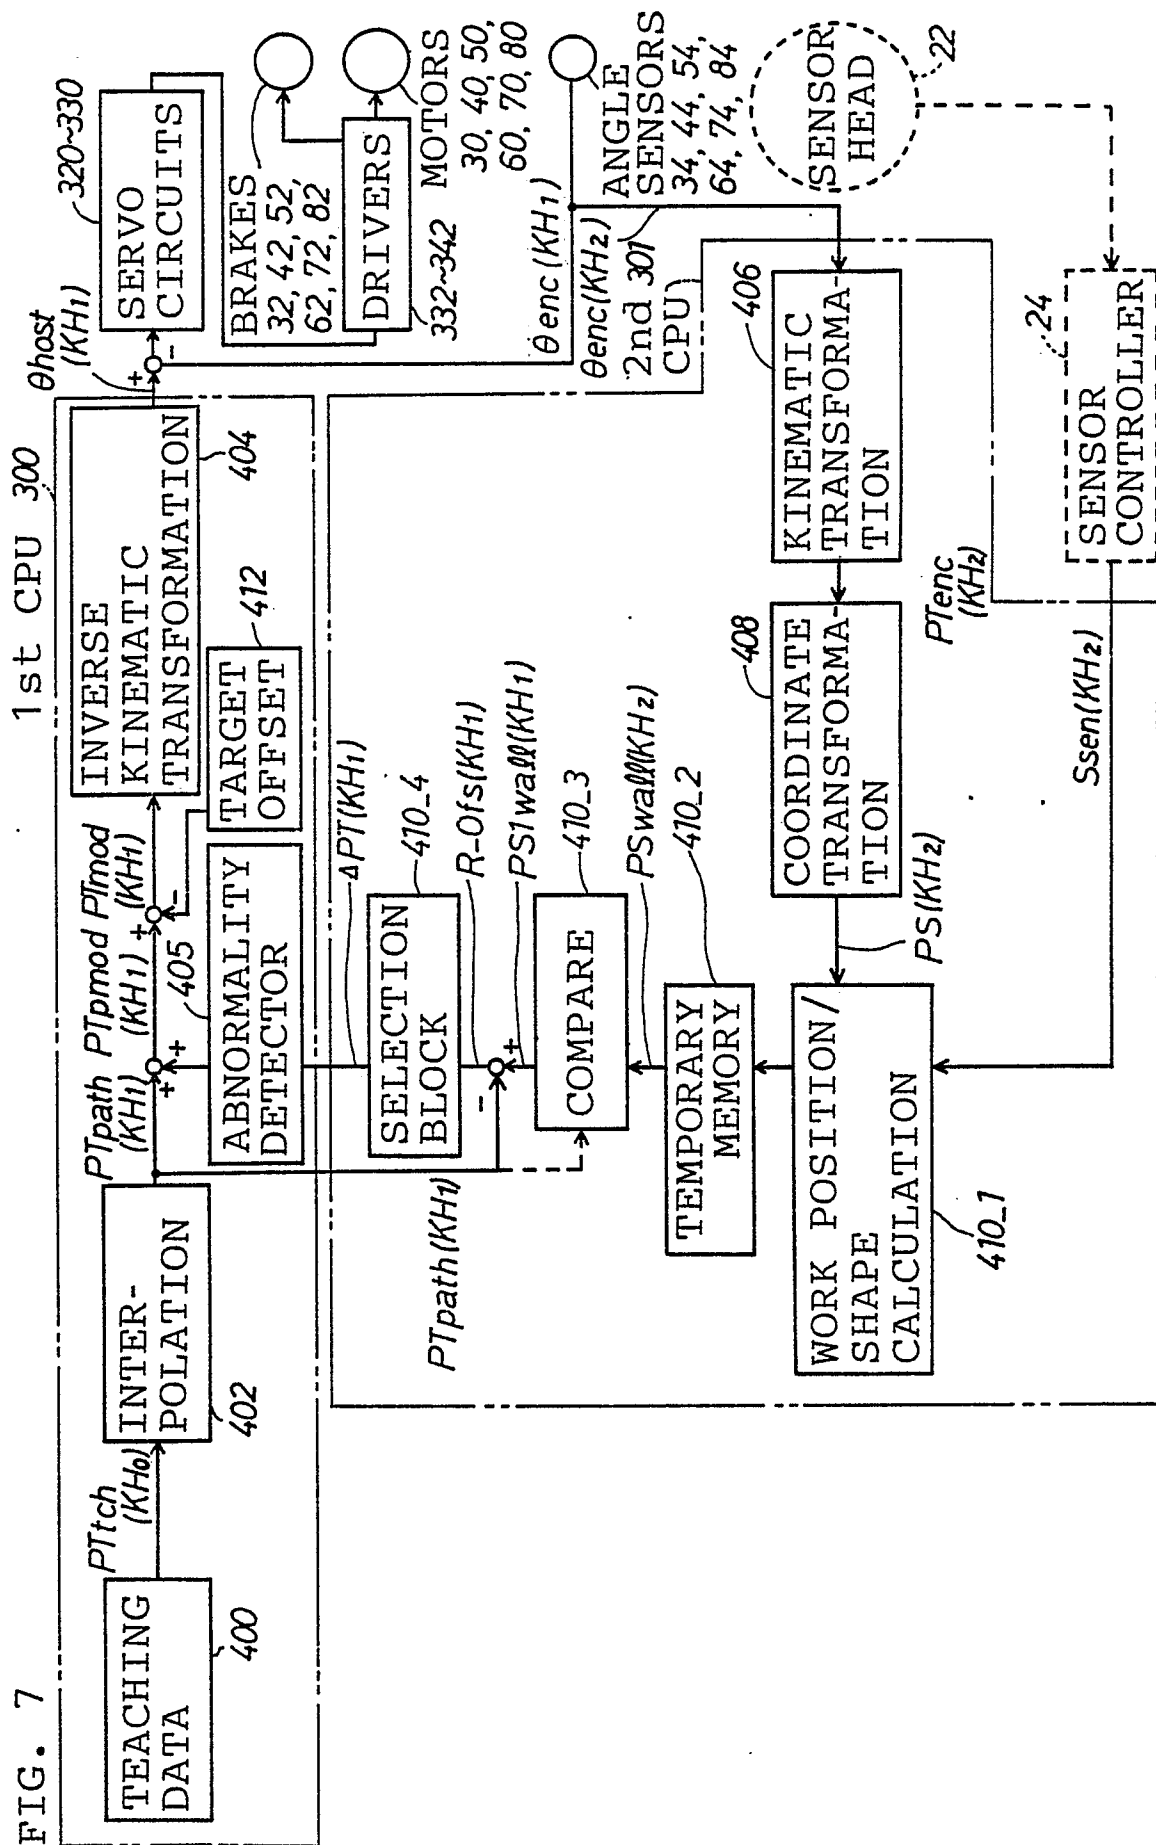 FIG. 7
1st CPU 300
TEACHING
DATA
400
PTtch
(KH0)
INTER-
POLATION
402
PTpath
(KH1)
PTpmod
(KH1)
PTmod
(KH1)
+
+
+
-
405
ABNORMALITY
DETECTOR
TARGET
OFFSET
412
INVERSE
KINEMATIC
TRANSFORMATION
404
θhost
(KH1)
+
-
SERVO
CIRCUITS
320~330
BRAKES
32, 42, 52,
62, 72, 82
DRIVERS
332~342
MOTORS
30, 40, 50,
60, 70, 80
θenc(KH1)
θenc(KH2)
2nd 301
CPU
ANGLE
SENSORS
34, 44, 54,
64, 74, 84
SENSOR
HEAD
22
ΔPT(KH1)
SELECTION
BLOCK
410_4
R-Ofs(KH1)
-
+
PS1wall(KH1)
PTpath(KH1)
COMPARE
410_3
PSwall(KH2)
TEMPORARY
MEMORY
410_2
WORK POSITION/
SHAPE
CALCULATION
410_1
PS(KH2)
COORDINATE
TRANSFORMA-
TION
408
PTenc
(KH2)
KINEMATIC
TRANSFORMA-
TION
406
Ssen(KH2)
SENSOR
CONTROLLER
24